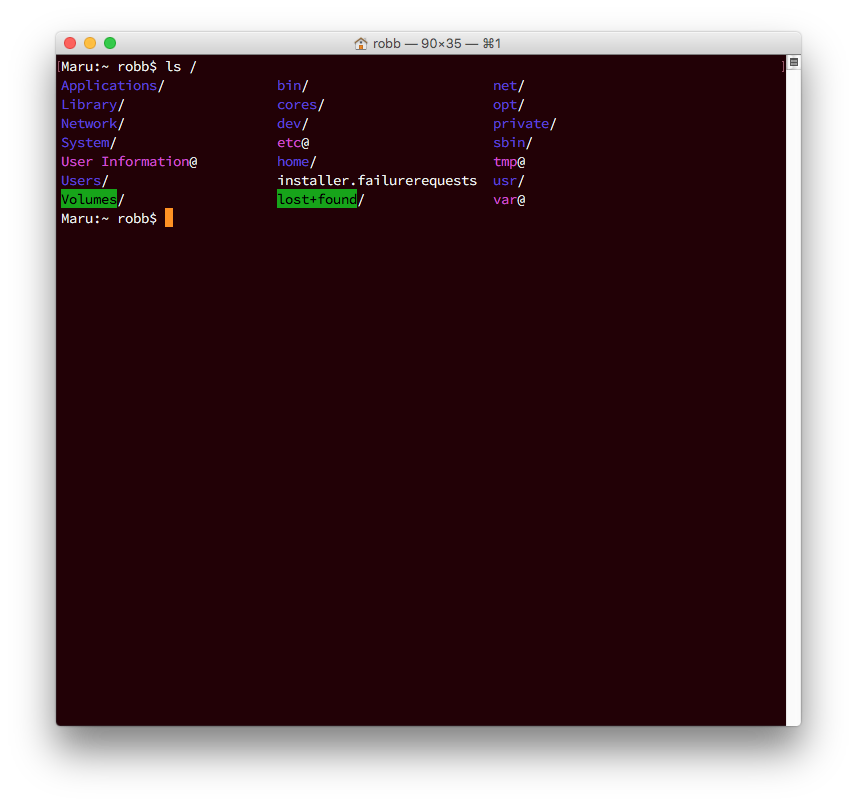 robb — 90×35 — ⌘1
[Maru:~ robb$ ls /]
Applications/ bin/ net/
Library/ cores/ opt/
Network/ dev/ private/
System/ etc@ sbin/
User Information@ home/ tmp@
Users/ installer.failurerequests usr/
Volumes/ lost+found/ var@
Maru:~ robb$